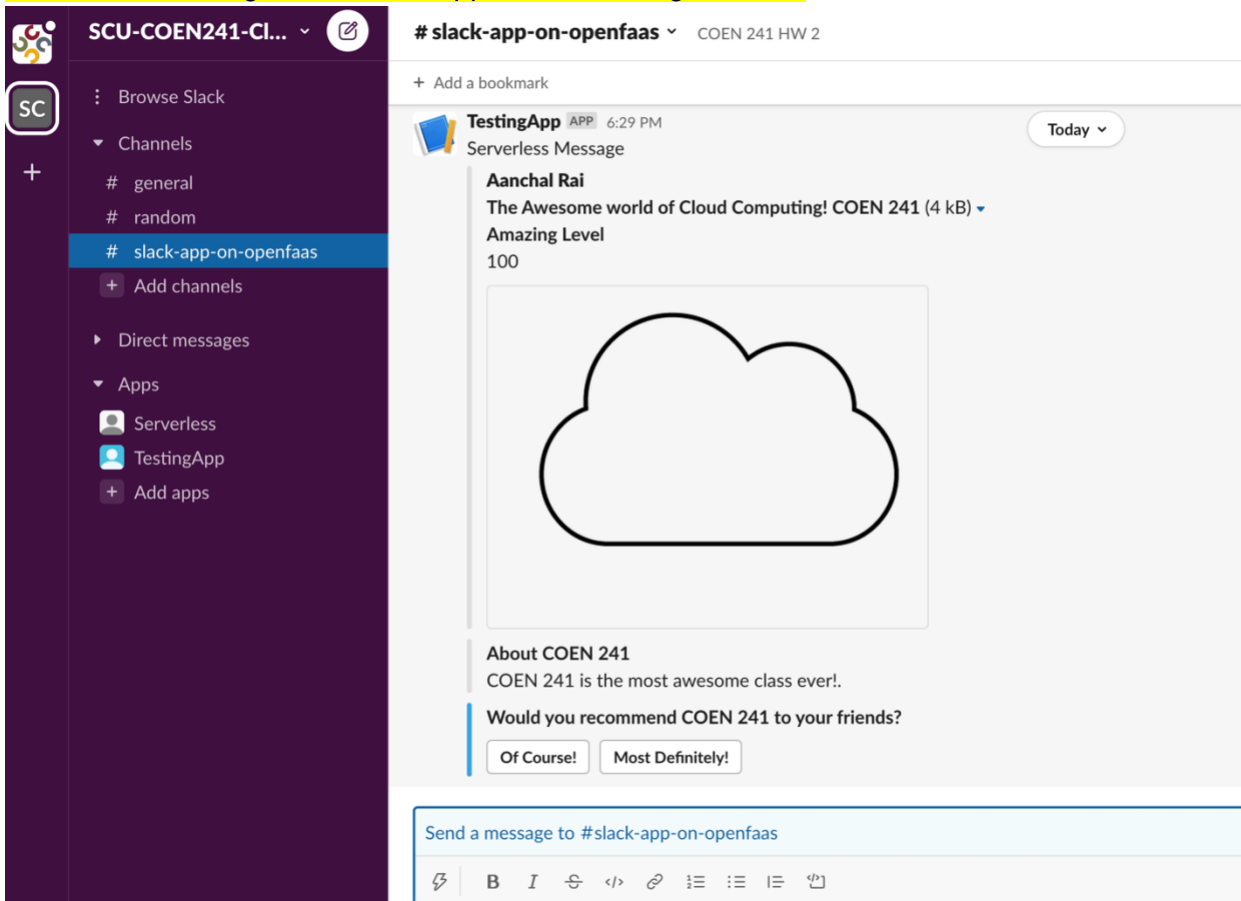 SCU-COEN241-Cl...
# slack-app-on-openfaas
COEN 241 HW 2
+ Add a bookmark
SC
Browse Slack
Channels
# general
# random
# slack-app-on-openfaas
+ Add channels
Direct messages
Apps
Serverless
TestingApp
+ Add apps
TestingApp APP 6:29 PM
Today
Serverless Message
Aanchal Rai
The Awesome world of Cloud Computing! COEN 241 (4 kB)
Amazing Level
100
About COEN 241
COEN 241 is the most awesome class ever!.
Would you recommend COEN 241 to your friends?
Of Course!
Most Definitely!
Send a message to #slack-app-on-openfaas
B I S </>